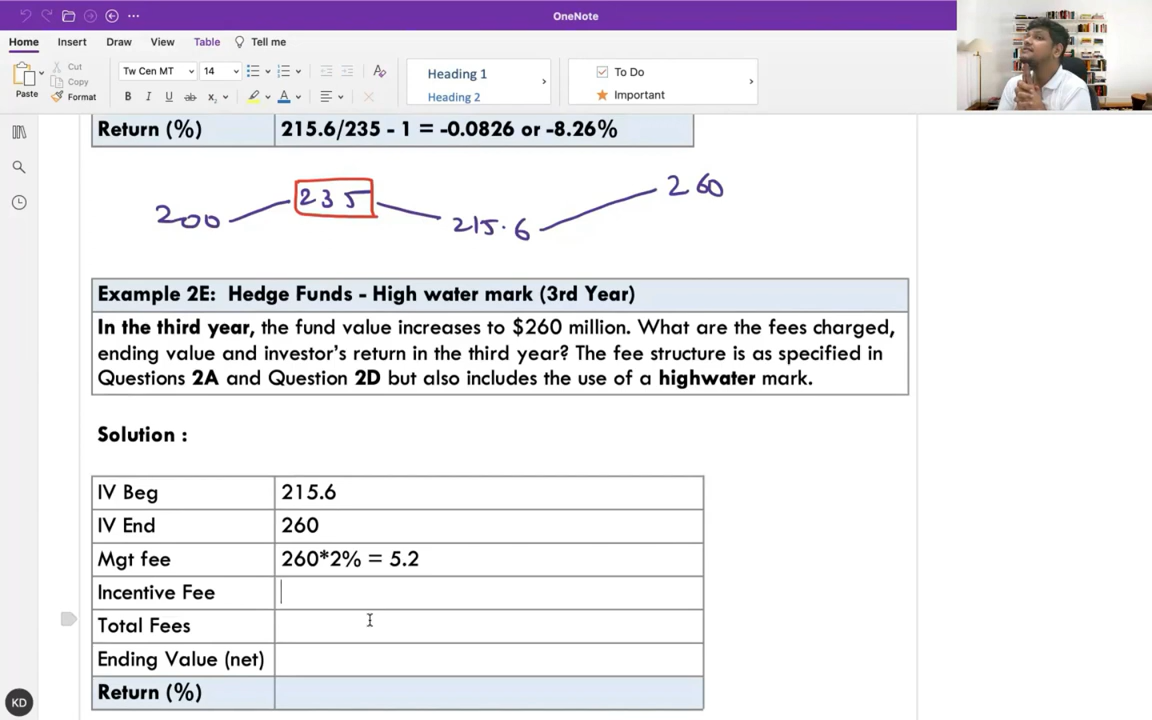 OneNote
Home Insert Draw View Table Tell me
Paste
Cut
Copy
Format
Tw Cen MT 14
B I U ab x₂ A
Heading 1
Heading 2
To Do
Important
Return (%) 215.6/235 - 1 = -0.0826 or -8.26%
200 235 215.6 260
Example 2E: Hedge Funds - High water mark (3rd Year)
In the third year, the fund value increases to $260 million. What are the fees charged,
ending value and investor's return in the third year? The fee structure is as specified in
Questions 2A and Question 2D but also includes the use of a highwater mark.
Solution :
IV Beg 215.6
IV End 260
Mgt fee 260*2% = 5.2
Incentive Fee
Total Fees
Ending Value (net)
Return (%)
KD